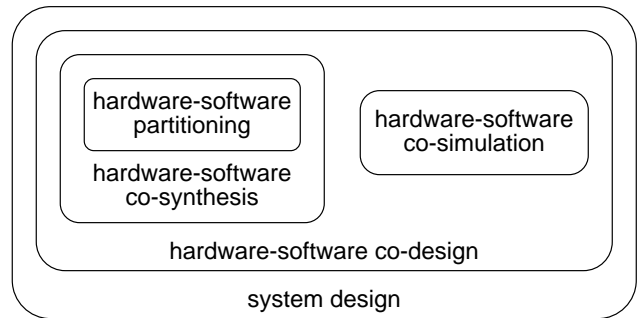 hardware-software
partitioning
hardware-software
co-synthesis
hardware-software
co-simulation
hardware-software co-design
system design